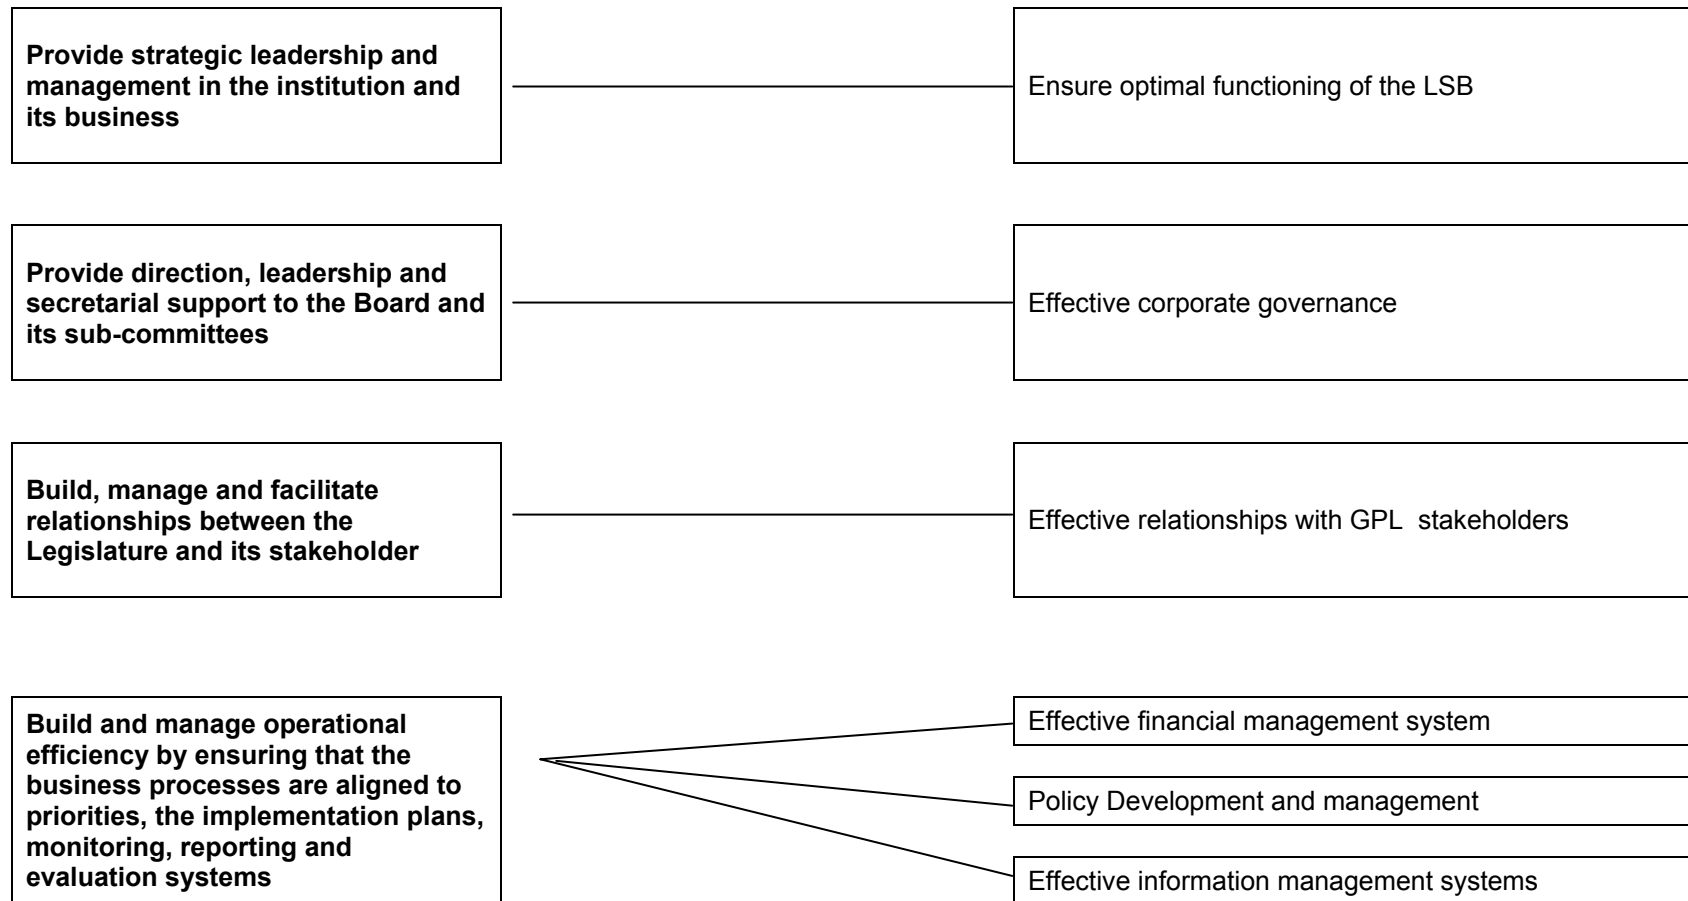 Provide strategic leadership and
management in the institution and
its business
Ensure optimal functioning of the LSB
Provide direction, leadership and
secretarial support to the Board and
its sub-committees
Effective corporate governance
Build, manage and facilitate
relationships between the
Legislature and its stakeholder
Effective relationships with GPL  stakeholders
Build and manage operational
efficiency by ensuring that the
business processes are aligned to
priorities, the implementation plans,
monitoring, reporting and
evaluation systems
Effective financial management system
Policy Development and management
Effective information management systems